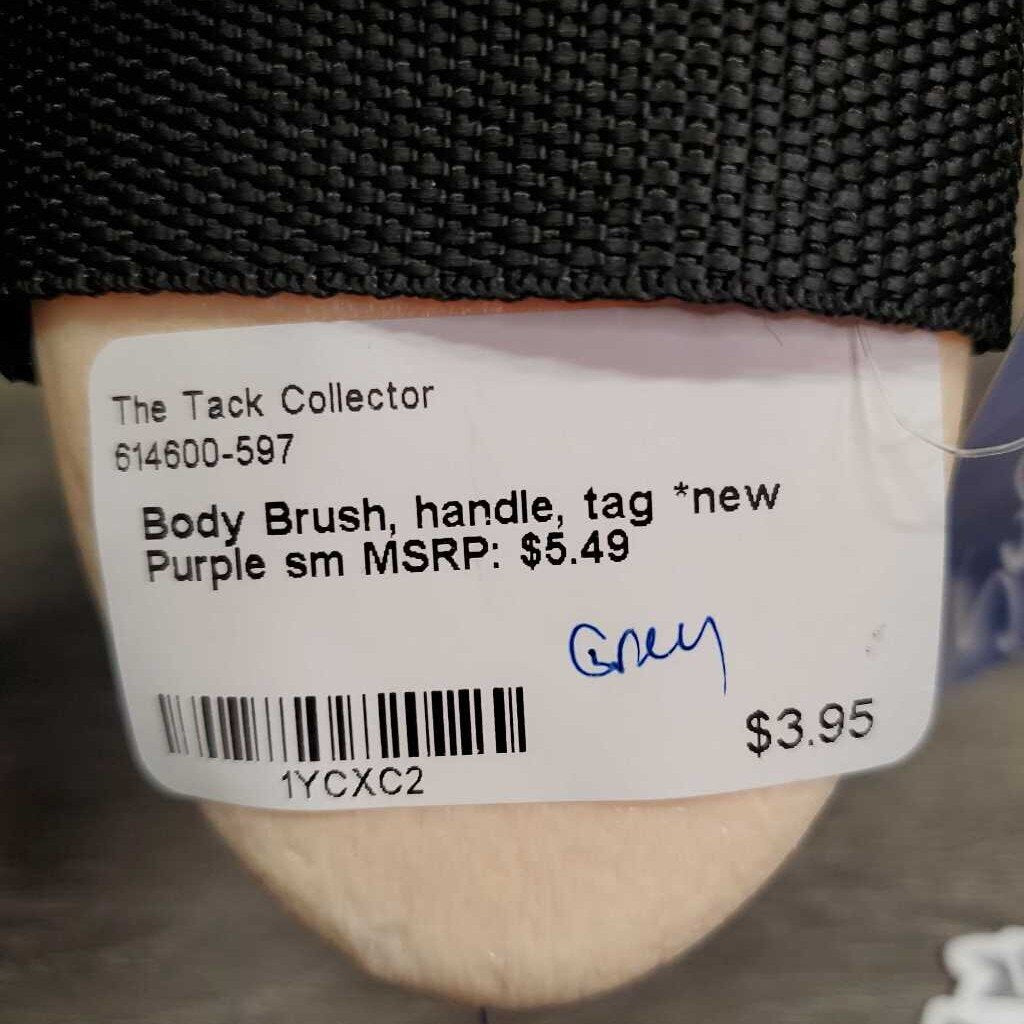 The Tack Collector
614600-597
Body Brush, handle, tag *new
Purple sm MSRP: $5.49
Grey
$3.95
1YCXC2